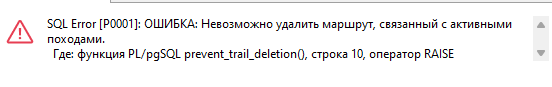 SQL Error [P0001]: ОШИБКА: Невозможно удалить маршрут, связанный с активными
походами.
Где: функция PL/pgSQL prevent_trail_deletion(), строка 10, оператор RAISE